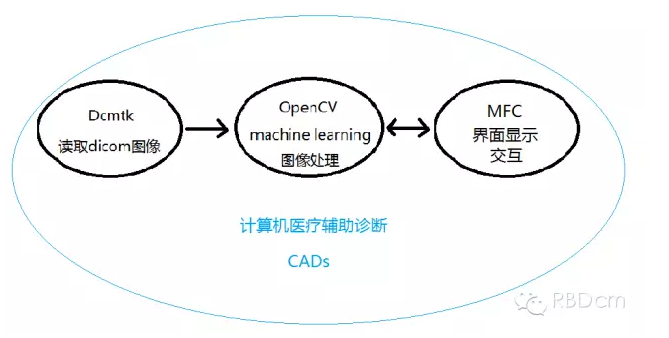 Dcmtk
读取dicom图像
OpenCV
machine learning
图像处理
MFC
界面显示
交互
计算机医疗辅助诊断
CADs
RBDcm